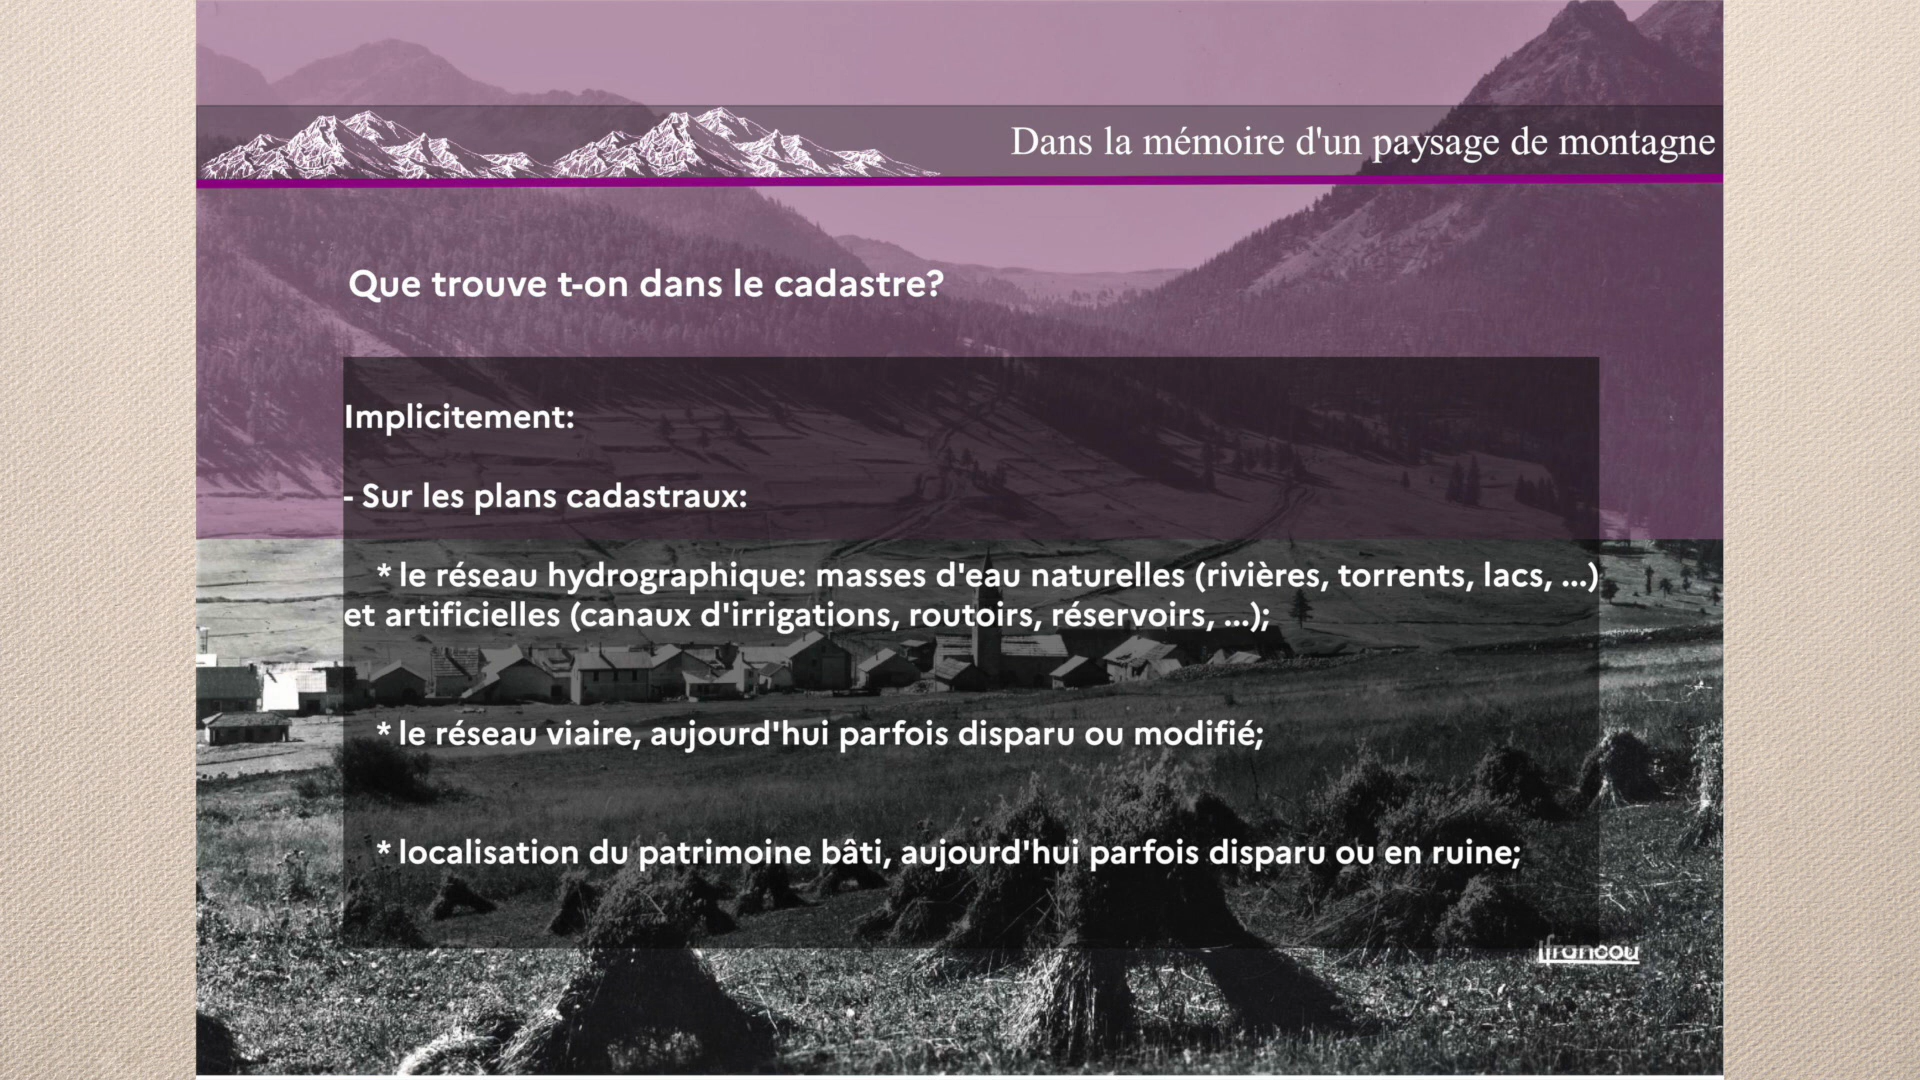 Dans la mémoire d'un paysage de montagne
Que trouve t-on dans le cadastre?
Implicitement:
- Sur les plans cadastraux:
* le réseau hydrographique: masses d'eau naturelles (rivières, torrents, lacs, ...)
et artificielles (canaux d'irrigations, routoirs, réservoirs, ...);
* le réseau viaire, aujourd'hui parfois disparu ou modifié;
* localisation du patrimoine bâti, aujourd'hui parfois disparu ou en ruine;
lfrancou